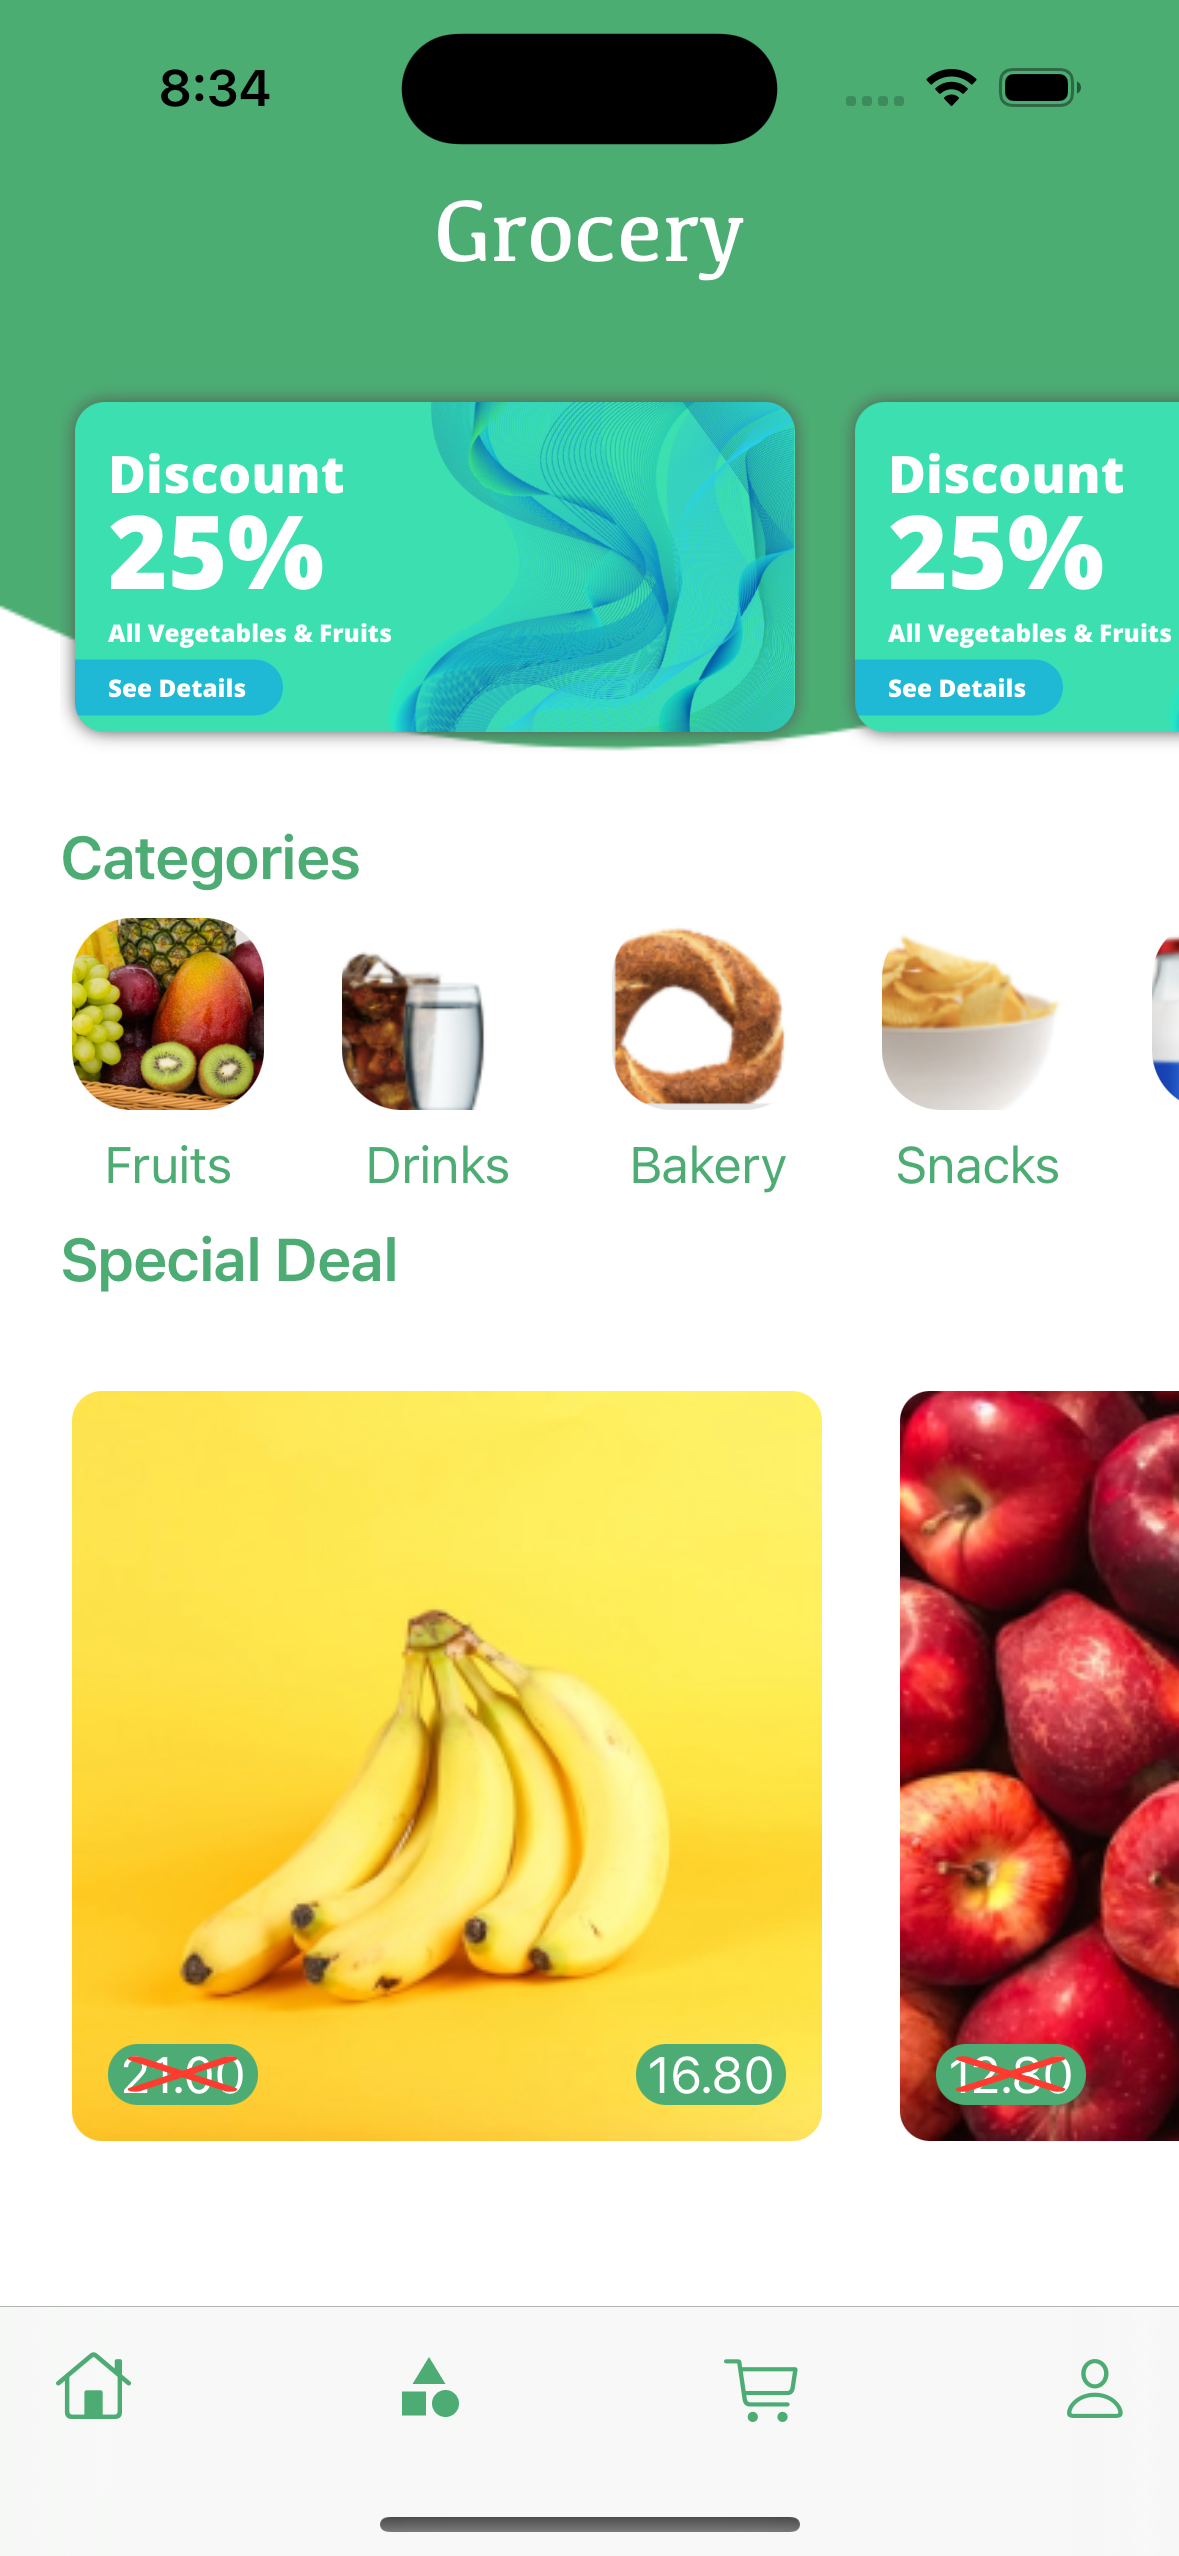 8:34
Grocery
Discount
25%
All Vegetables & Fruits
See Details
Discount
25%
All Vegetables & Fruits
See Details
Categories
Fruits
Drinks
Bakery
Snacks
Special Deal
21.00
16.80
12.80